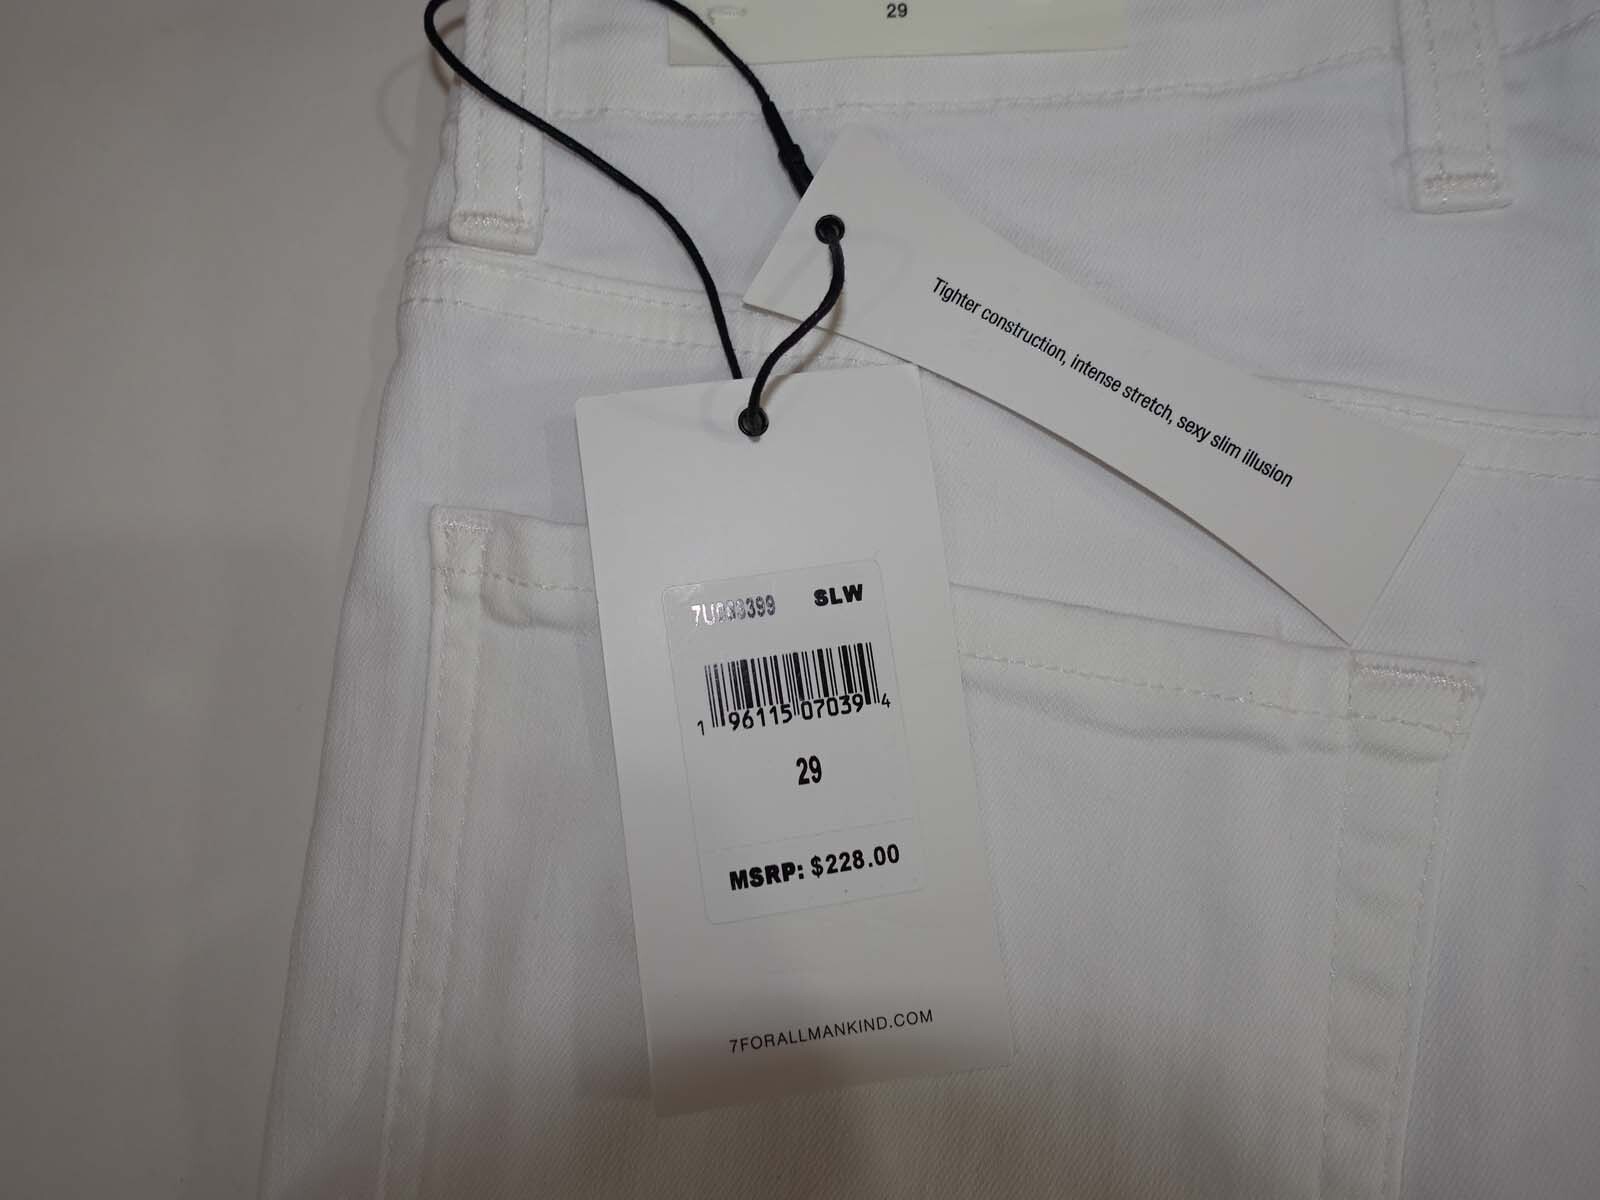 29
Tighter construction, intense stretch, sexy slim illusion
SLW
1 96115 07039 4
29
MSRP: $228.00
7FORALLMANKIND.COM